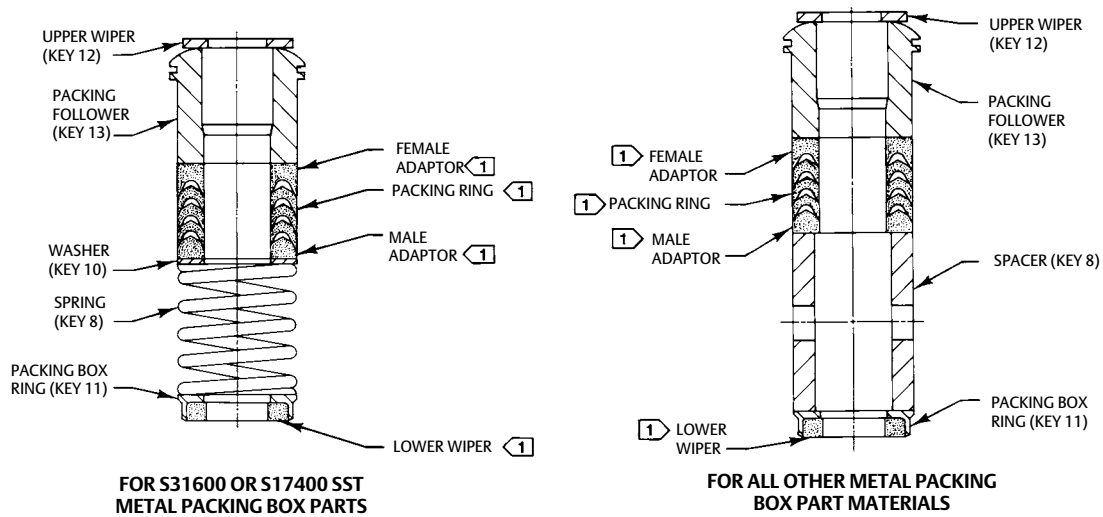 UPPER WIPER
(KEY 12)
PACKING
FOLLOWER
(KEY 13)
FEMALE
ADAPTOR 1
PACKING RING 1
MALE
ADAPTOR 1
WASHER
(KEY 10)
SPRING
(KEY 8)
PACKING BOX
RING (KEY 11)
LOWER WIPER 1
FOR S31600 OR S17400 SST
METAL PACKING BOX PARTS
UPPER WIPER
(KEY 12)
PACKING
FOLLOWER
(KEY 13)
1 FEMALE
ADAPTOR
1 PACKING RING
1 MALE
ADAPTOR
SPACER (KEY 8)
PACKING BOX
RING (KEY 11)
1 LOWER
WIPER
FOR ALL OTHER METAL PACKING
BOX PART MATERIALS